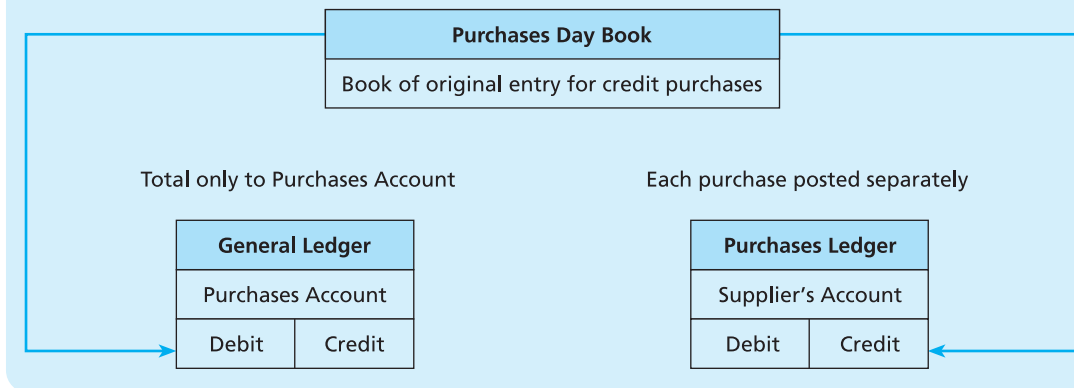 Purchases Day Book
Book of original entry for credit purchases
Total only to Purchases Account
Each purchase posted separately
General Ledger
Purchases Account
Debit
Credit
Purchases Ledger
Supplier’s Account
Debit
Credit